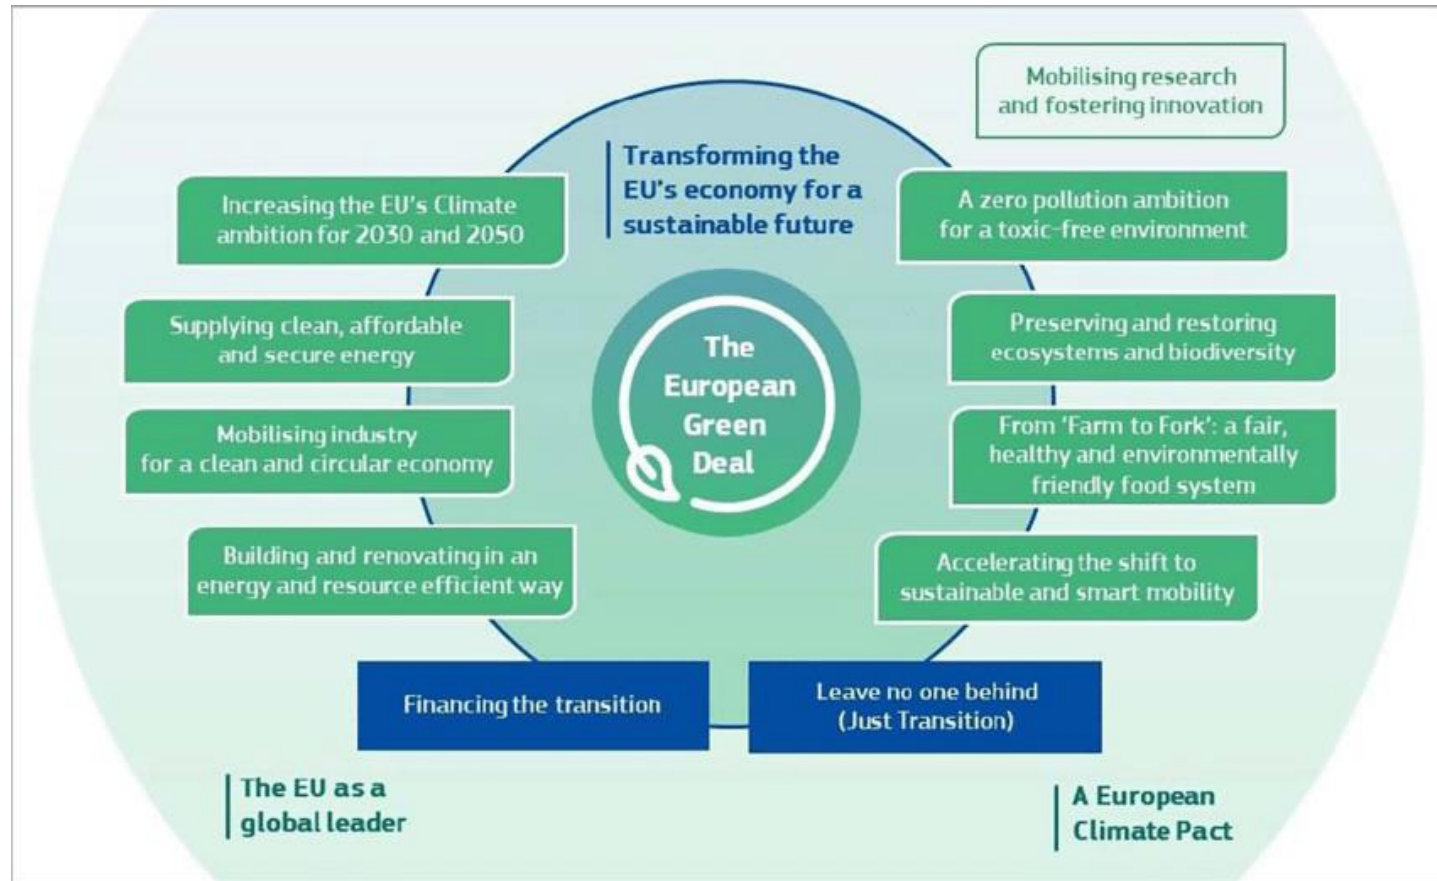 Mobilising research
and fostering innovation
Transforming the
EU's economy for a
sustainable future
Increasing the EU's Climate
ambition for 2030 and 2050
A zero pollution ambition
for a toxic-free environment
Supplying clean, affordable
and secure energy
Preserving and restoring
ecosystems and biodiversity
The
European
Green
Deal
Mobilising industry
for a clean and circular economy
From 'Farm to Fork': a fair,
healthy and environmentally
friendly food system
Building and renovating in an
energy and resource efficient way
Accelerating the shift to
sustainable and smart mobility
Financing the transition
Leave no one behind
(Just Transition)
The EU as a
global leader
A European
Climate Pact